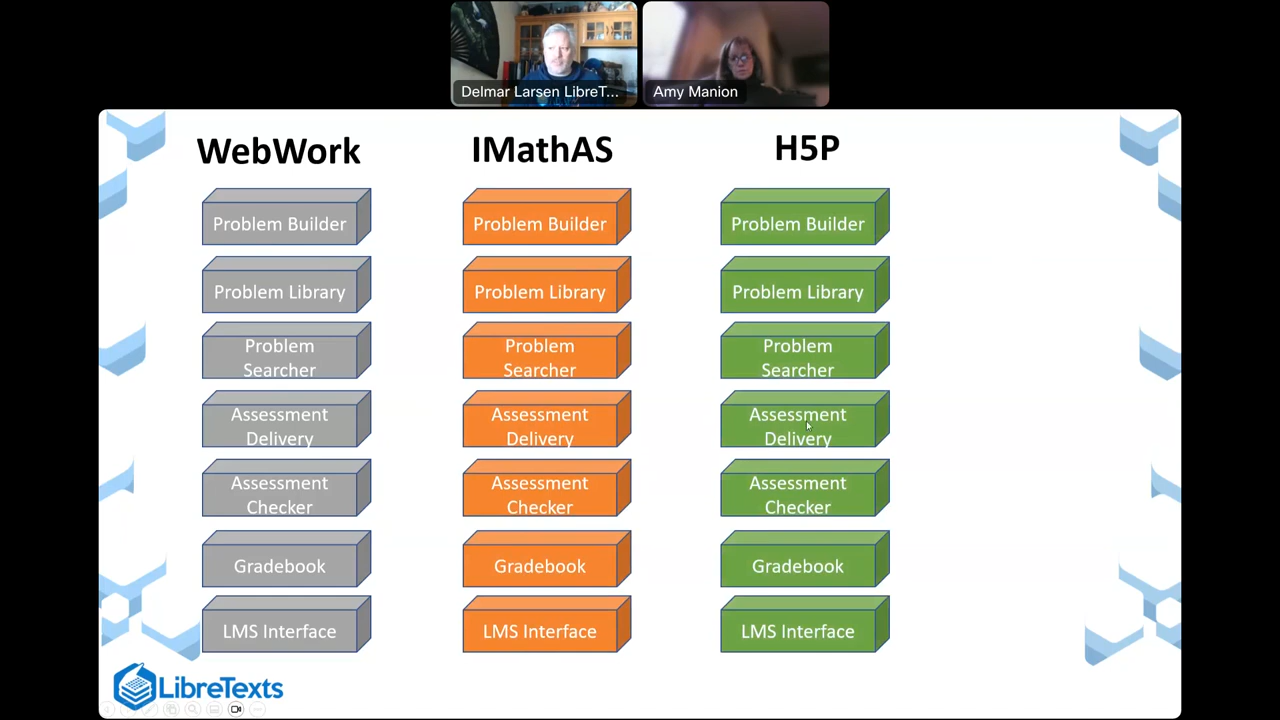 Delmar Larsen LibreT...
Amy Manion
WebWork
IMathAS
H5P
Problem Builder
Problem Builder
Problem Builder
Problem Library
Problem Library
Problem Library
Problem
Searcher
Problem
Searcher
Problem
Searcher
Assessment
Delivery
Assessment
Delivery
Assessment
Delivery
Assessment
Checker
Assessment
Checker
Assessment
Checker
Gradebook
Gradebook
Gradebook
LMS Interface
LMS Interface
LMS Interface
LibreTexts